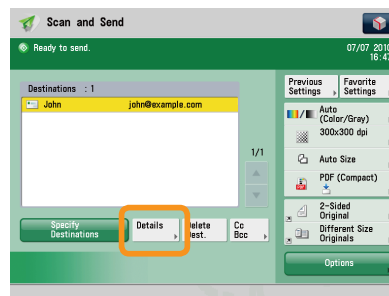 Scan and Send
Ready to send.
07/07 2010
16:47
Destinations : 1
John john@example.com
1/1
Previous Settings
Favorite Settings
Auto
(Color/Gray)
300x300 dpi
Auto Size
PDF (Compact)
2-Sided
Original
Different Size
Originals
Specify
Destinations
Details
Delete
Dest.
Cc
Bcc
Options